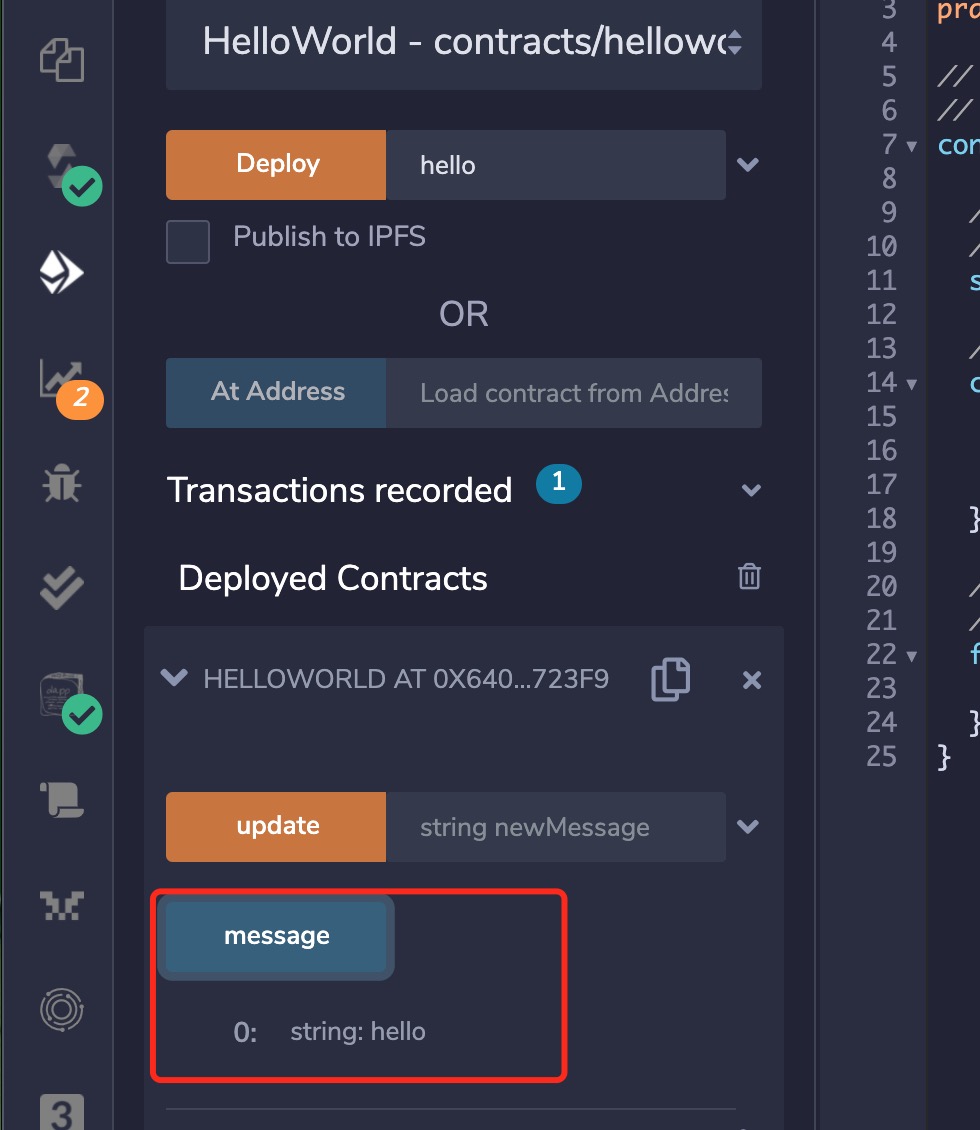 HelloWorld - contracts/hellowo
Deploy
hello
Publish to IPFS
OR
At Address
Load contract from Addres
2
Transactions recorded 1
Deployed Contracts
HELLOWORLD AT 0X640...723F9
update
string newMessage
message
0: string: hello
3
3 pra
4
5 //
6 //
7 con
8
9 /
10 /
11 s
12
13 /
14 c
15
16
17
18 }
19
20 /
21 /
22 f
23
24 }
25 }